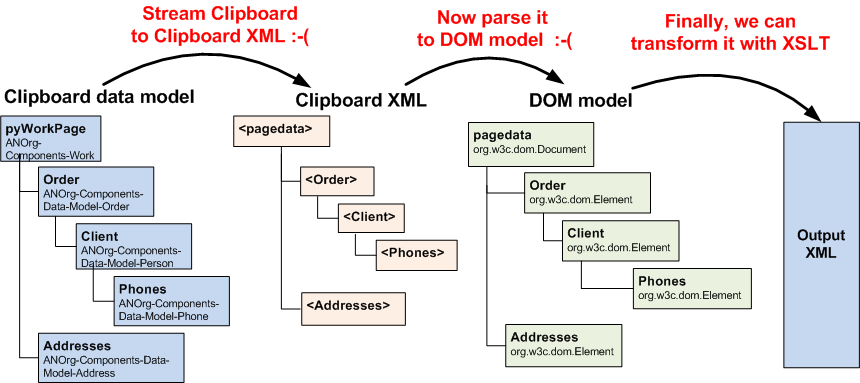 Stream Clipboard
to Clipboard XML :-(
Now parse it
to DOM model :-(
Finally, we can
transform it with XSLT
Clipboard data model
Clipboard XML
DOM model
pyWorkPage
ANOrg-
Components-Work
Order
ANOrg-Components-
Data-Model-Order
Client
ANOrg-Components-
Data-Model-Person
Phones
ANOrg-Components-
Data-Model-Phone
Addresses
ANOrg-Components-Data-
Model-Address
<pagedata>
<Order>
<Client>
<Phones>
<Addresses>
pagedata
org.w3c.dom.Document
Order
org.w3c.dom.Element
Client
org.w3c.dom.Element
Phones
org.w3c.dom.Element
Addresses
org.w3c.dom.Element
Output
XML